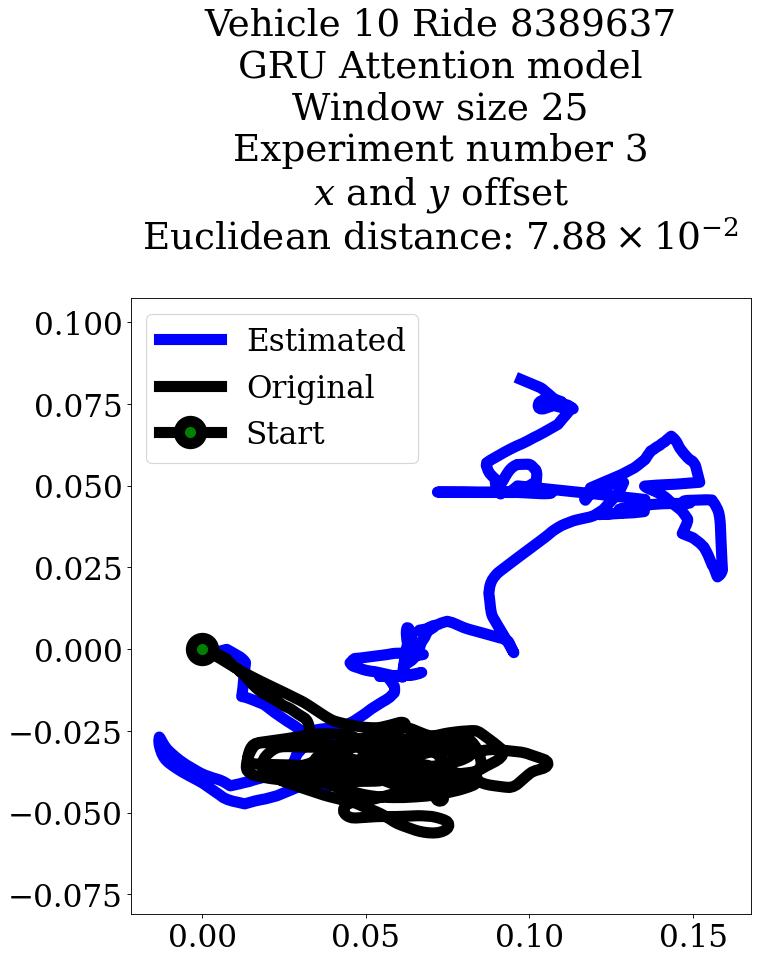 Vehicle 10 Ride 8389637
GRU Attention model
Window size 25
Experiment number 3
x and y offset
Euclidean distance: 7.88 × 10⁻²
Estimated
Original
Start
0.100
0.075
0.050
0.025
0.000
−0.025
−0.050
−0.075
0.00 0.05 0.10 0.15